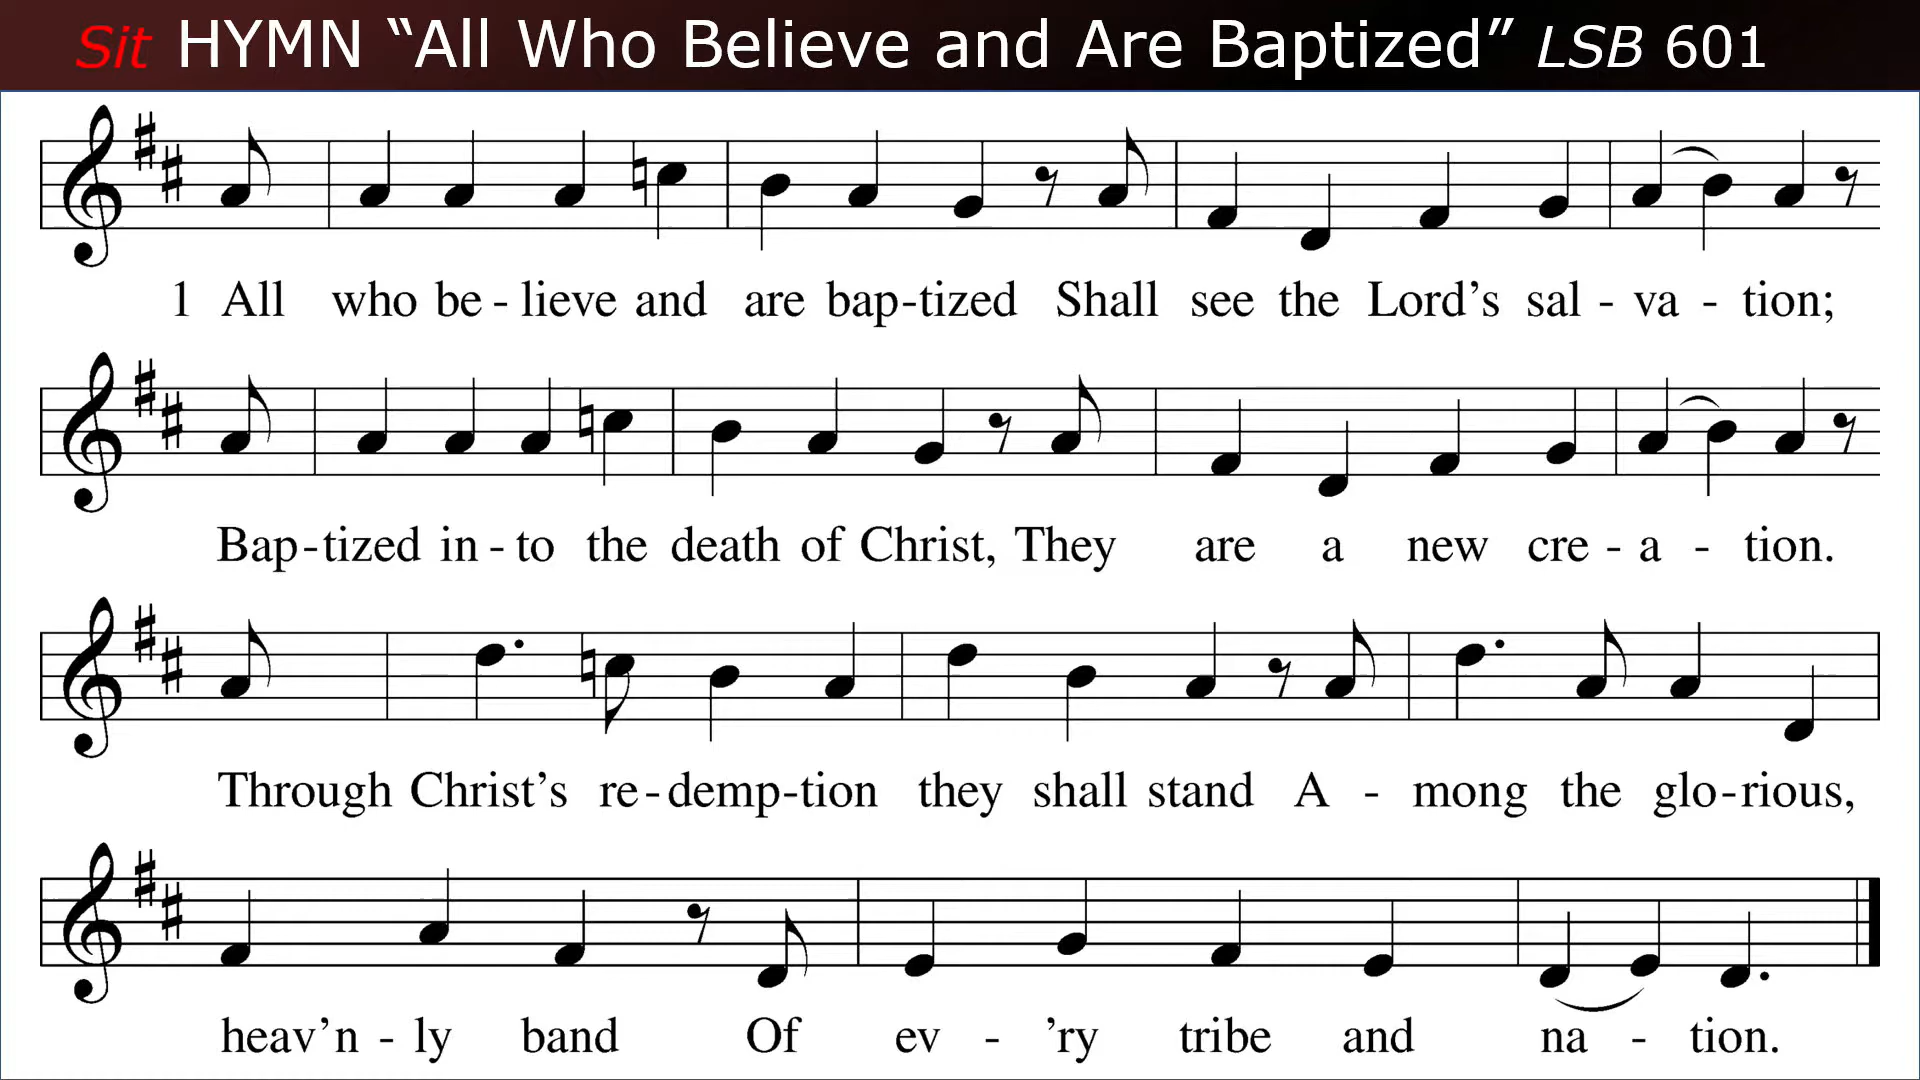 Sit HYMN “All Who Believe and Are Baptized” LSB 601
1 All who be - lieve and are bap-tized Shall see the Lord’s sal - va - tion;
Bap-tized in - to the death of Christ, They are a new cre - a - tion.
Through Christ’s re-demp-tion they shall stand A - mong the glo-rious,
heav’n - ly band Of ev - ’ry tribe and na - tion.